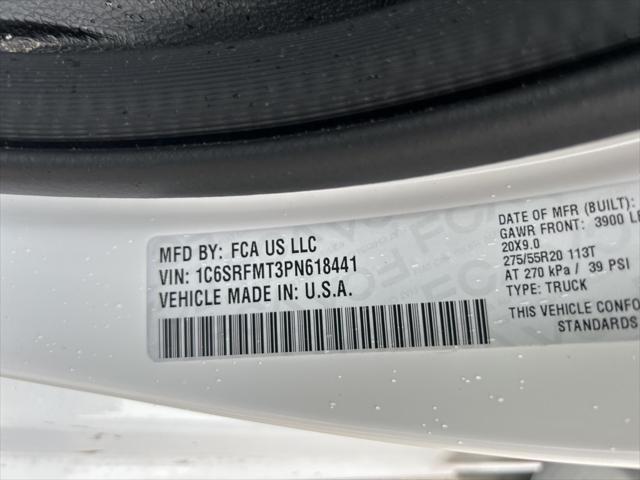 MFD BY: FCA US LLC
VIN: 1C6SRFMT3PN618441
VEHICLE MADE IN: U.S.A.
DATE OF MFR (BUILT):
GAWR FRONT: 3900 
20X9.0
275/55R20 113T
AT 270 kPa / 39 PSI
TYPE: TRUCK
THIS VEHICLE
STANDARDS